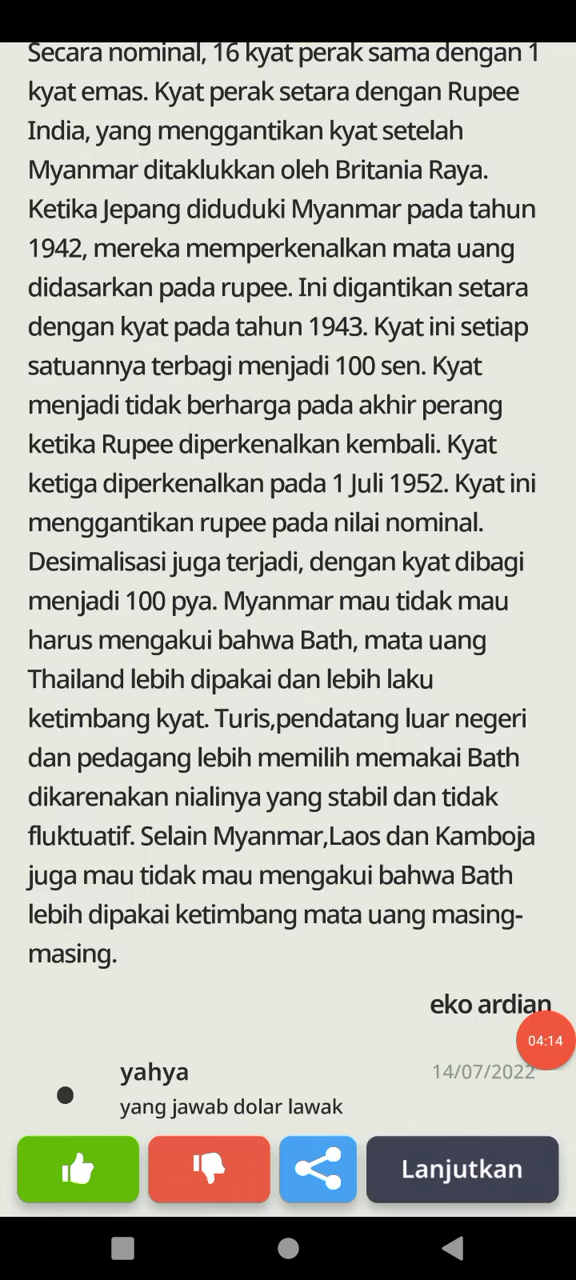 Secara nominal, 16 kyat perak sama dengan 1
kyat emas. Kyat perak setara dengan Rupee
India, yang menggantikan kyat setelah
Myanmar ditaklukkan oleh Britania Raya.
Ketika Jepang diduduki Myanmar pada tahun
1942, mereka memperkenalkan mata uang
didasarkan pada rupee. Ini digantikan setara
dengan kyat pada tahun 1943. Kyat ini setiap
satuannya terbagi menjadi 100 sen. Kyat
menjadi tidak berharga pada akhir perang
ketika Rupee diperkenalkan kembali. Kyat
ketiga diperkenalkan pada 1 Juli 1952. Kyat ini
menggantikan rupee pada nilai nominal.
Desimalisasi juga terjadi, dengan kyat dibagi
menjadi 100 pya. Myanmar mau tidak mau
harus mengakui bahwa Bath, mata uang
Thailand lebih dipakai dan lebih laku
ketimbang kyat. Turis,pendatang luar negeri
dan pedagang lebih memilih memakai Bath
dikarenakan nialinya yang stabil dan tidak
fluktuatif. Selain Myanmar,Laos dan Kamboja
juga mau tidak mau mengakui bahwa Bath
lebih dipakai ketimbang mata uang masing-
masing.
eko ardian
04:14
yahya 14/07/2022
yang jawab dolar lawak
Lanjutkan